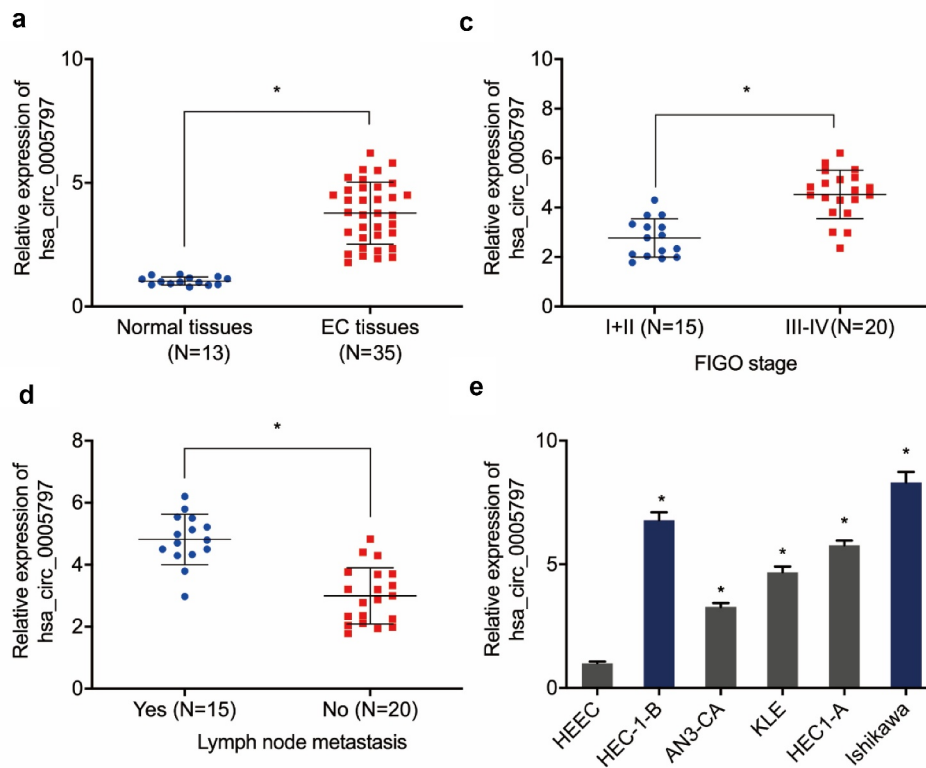 a
Relative expression of
hsa_circ_0005797
10
5
0
*
Normal tissues
(N=13)
EC tissues
(N=35)
c
Relative expression of
hsa_circ_0005797
10
8
6
4
2
0
*
I+II (N=15)
III-IV(N=20)
FIGO stage
d
Relative expression of
hsa_circ_0005797
8
6
4
2
0
*
Yes (N=15)
No (N=20)
Lymph node metastasis
e
Relative expression of
hsa_circ_0005797
10
5
0
*
*
*
*
*
HEEC
HEC-1-B
AN3-CA
KLE
HEC1-A
Ishikawa